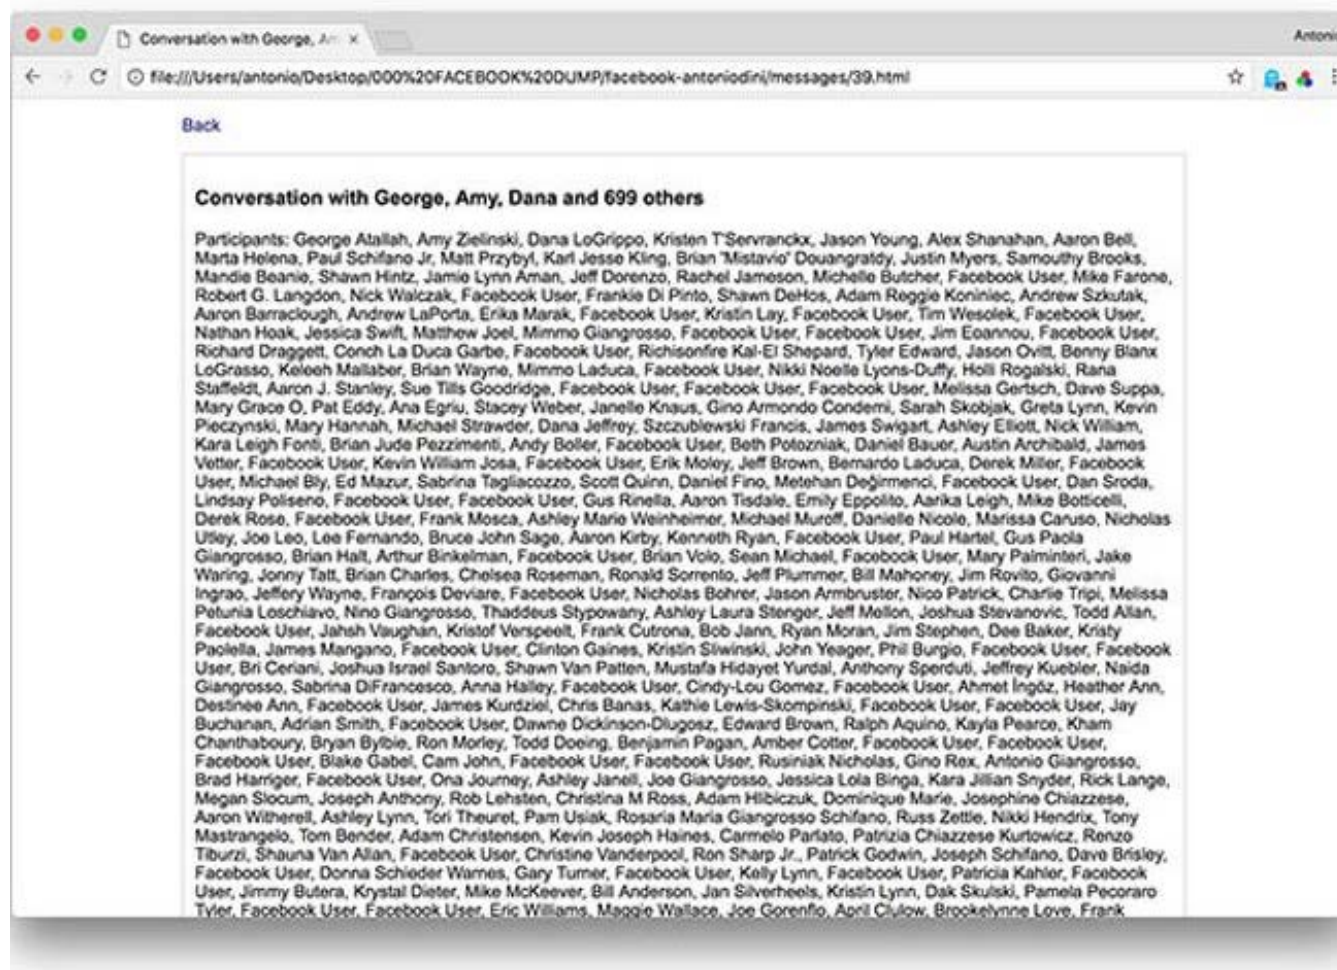 Conversation with George, Am
Antonio
file:///Users/antonio/Desktop/000%20FACEBOOK%20DUMP/facebook-antoniodini/messages/39.html
Back
Conversation with George, Amy, Dana and 699 others
Participants: George Atallah, Amy Zielinski, Dana LoGrippo, Kristen T'Servranckx, Jason Young, Alex Shanahan, Aaron Bell,
Marta Helena, Paul Schifano Jr, Matt Przybyl, Karl Jesse Kling, Brian "Mistavio" Douangratdy, Justin Myers, Samouthy Brooks,
Mandie Beanie, Shawn Hintz, Jamie Lynn Aman, Jeff Dorenzo, Rachel Jameson, Michelle Butcher, Facebook User, Mike Farone,
Robert G. Langdon, Nick Walczak, Facebook User, Frankie Di Pinto, Shawn DeHos, Adam Reggie Koniniec, Andrew Szkutak,
Aaron Barraclough, Andrew LaPorta, Erika Marak, Facebook User, Kristin Lay, Facebook User, Tim Wesolek, Facebook User,
Nathan Hoak, Jessica Swift, Matthew Joel, Mimmo Giangrosso, Facebook User, Facebook User, Jim Eoannou, Facebook User,
Richard Draggett, Conch La Duca Garbe, Facebook User, Richisonfire Kal-El Shepard, Tyler Edward, Jason Ovitt, Benny Blanx
LoGrasso, Keleeh Mallaber, Brian Wayne, Mimmo Laduca, Facebook User, Nikki Noelle Lyons-Duffy, Holli Rogalski, Rana
Staffeldt, Aaron J. Stanley, Sue Tills Goodridge, Facebook User, Facebook User, Facebook User, Melissa Gertsch, Dave Suppa,
Mary Grace O, Pat Eddy, Ana Egriu, Stacey Weber, Janelle Knaus, Gino Armondo Condemi, Sarah Skobjak, Greta Lynn, Kevin
Pieczynski, Mary Hannah, Michael Strawder, Dana Jeffrey, Szczublewski Francis, James Swigart, Ashley Elliott, Nick William,
Kara Leigh Fonti, Brian Jude Pezzimenti, Andy Boller, Facebook User, Beth Potozniak, Daniel Bauer, Austin Archibald, James
Vetter, Facebook User, Kevin William Josa, Facebook User, Erik Moley, Jeff Brown, Bernardo Laduca, Derek Miller, Facebook
User, Michael Bly, Ed Mazur, Sabrina Tagliacozzo, Scott Quinn, Daniel Fino, Metehan Değirmenci, Facebook User, Dan Sroda,
Lindsay Poliseno, Facebook User, Facebook User, Gus Rinella, Aaron Tisdale, Emily Eppolito, Aarika Leigh, Mike Botticelli,
Derek Rose, Facebook User, Frank Mosca, Ashley Marie Weinheimer, Michael Muroff, Danielle Nicole, Marissa Caruso, Nicholas
Utley, Joe Leo, Lee Fernando, Bruce John Sage, Aaron Kirby, Kenneth Ryan, Facebook User, Paul Hartel, Gus Paola
Giangrosso, Brian Halt, Arthur Binkelman, Facebook User, Brian Volo, Sean Michael, Facebook User, Mary Palminteri, Jake
Waring, Jonny Tatt, Brian Charles, Chelsea Roseman, Ronald Sorrento, Jeff Plummer, Bill Mahoney, Jim Rovito, Giovanni
Ingrao, Jeffery Wayne, François Deviare, Facebook User, Nicholas Bohrer, Jason Armbruster, Nico Patrick, Charlie Tripi, Melissa
Petunia Loschiavo, Nino Giangrosso, Thaddeus Stypowany, Ashley Laura Stenger, Jeff Mellon, Joshua Stevanovic, Todd Allan,
Facebook User, Jahsh Vaughan, Kristof Verspeelt, Frank Cutrona, Bob Jann, Ryan Moran, Jim Stephen, Dee Baker, Kristy
Paolella, James Mangano, Facebook User, Clinton Gaines, Kristin Sliwinski, John Yeager, Phil Burgio, Facebook User, Facebook
User, Bri Ceriani, Joshua Israel Santoro, Shawn Van Patten, Mustafa Hidayet Yurdal, Anthony Sperduti, Jeffrey Kuebler, Naida
Giangrosso, Sabrina DiFrancesco, Anna Halley, Facebook User, Cindy-Lou Gomez, Facebook User, Ahmet İngöz, Heather Ann,
Destinee Ann, Facebook User, James Kurdziel, Chris Banas, Kathie Lewis-Skompinski, Facebook User, Facebook User, Jay
Buchanan, Adrian Smith, Facebook User, Dawne Dickinson-Dlugosz, Edward Brown, Ralph Aquino, Kayla Pearce, Kham
Chanthaboury, Bryan Bylbie, Ron Morley, Todd Doeing, Benjamin Pagan, Amber Cotter, Facebook User, Facebook User,
Facebook User, Blake Gabel, Cam John, Facebook User, Facebook User, Rusiniak Nicholas, Gino Rex, Antonio Giangrosso,
Brad Harriger, Facebook User, Ona Journey, Ashley Janell, Joe Giangrosso, Jessica Lola Binga, Kara Jillian Snyder, Rick Lange,
Megan Slocum, Joseph Anthony, Rob Lehsten, Christina M Ross, Adam Hlibiczuk, Dominique Marie, Josephine Chiazzese,
Aaron Witherell, Ashley Lynn, Tori Theuret, Pam Usiak, Rosaria Maria Giangrosso Schifano, Russ Zettle, Nikki Hendrix, Tony
Mastrangelo, Tom Bender, Adam Christensen, Kevin Joseph Haines, Carmelo Parlato, Patrizia Chiazzese Kurtowicz, Renzo
Tiburzi, Shauna Van Allan, Facebook User, Christine Vanderpool, Ron Sharp Jr., Patrick Godwin, Joseph Schifano, Dave Brisley,
Facebook User, Donna Schieder Warnes, Gary Turner, Facebook User, Kelly Lynn, Facebook User, Patricia Kahler, Facebook
User, Jimmy Butera, Krystal Dieter, Mike McKeever, Bill Anderson, Jan Silverheels, Kristin Lynn, Dak Skulski, Pamela Pecoraro
Tyler, Facebook User, Facebook User, Eric Williams, Maggie Wallace, Joe Gorenflo, April Clulow, Brookelynne Love, Frank